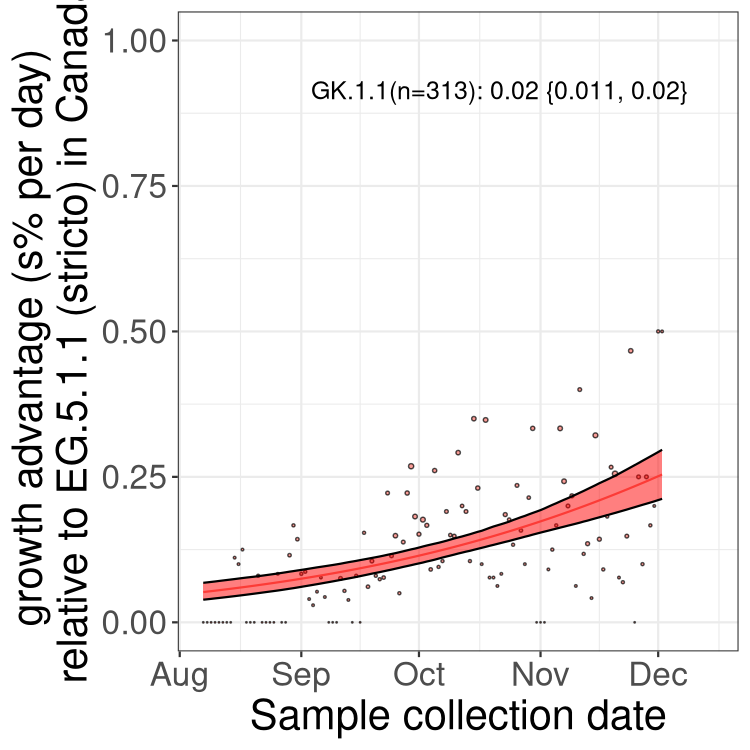 growth advantage (s% per day)
relative to EG.5.1.1 (stricto) in Canada
1.00
0.75
0.50
0.25
0.00
GK.1.1(n=313): 0.02 {0.011, 0.02}
Aug Sep Oct Nov Dec
Sample collection date